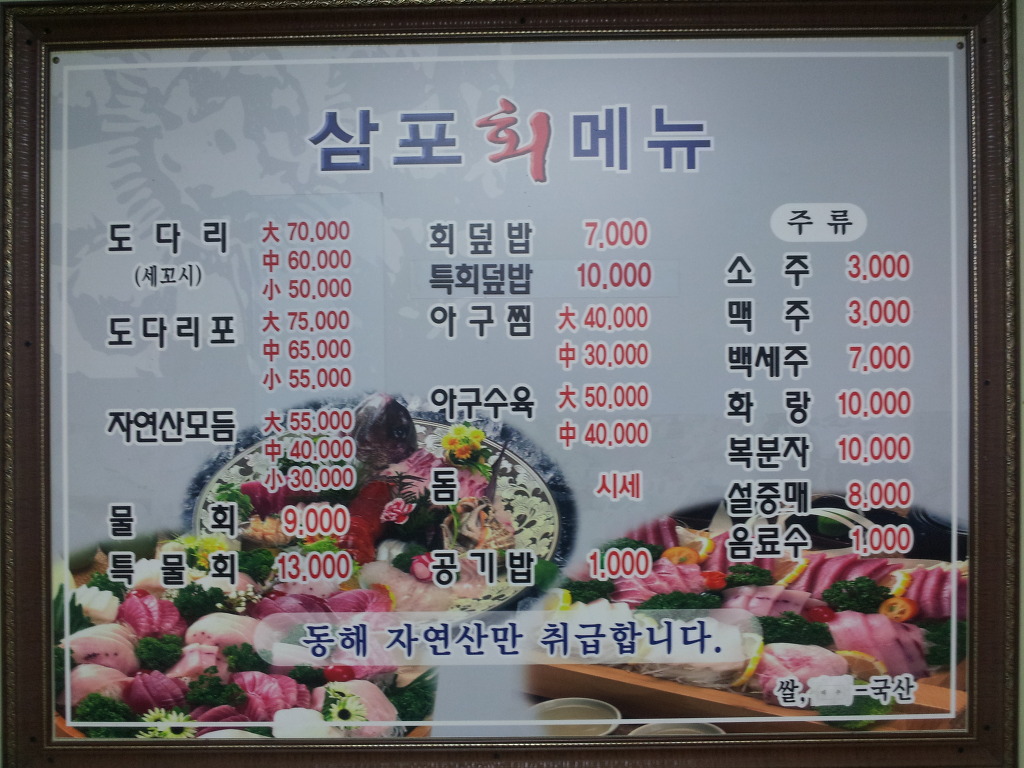 삼포회메뉴
도다리 大 70,000
(세꼬시) 中 60,000
小 50,000
도다리포 大 75,000
中 65,000
小 55,000
자연산모듬 大 55,000
中 40,000
小 30,000
물회 9,000
특물회 13,000
회덮밥 7,000
특회덮밥 10,000
아구찜 大 40,000
中 30,000
아구수육 大 50,000
中 40,000
돔 시세
공기밥 1,000
주류
소주 3,000
맥주 3,000
백세주 7,000
화랑 10,000
복분자 10,000
설중매 8,000
음료수 1,000
동해 자연산만 취급합니다.
쌀, -국산